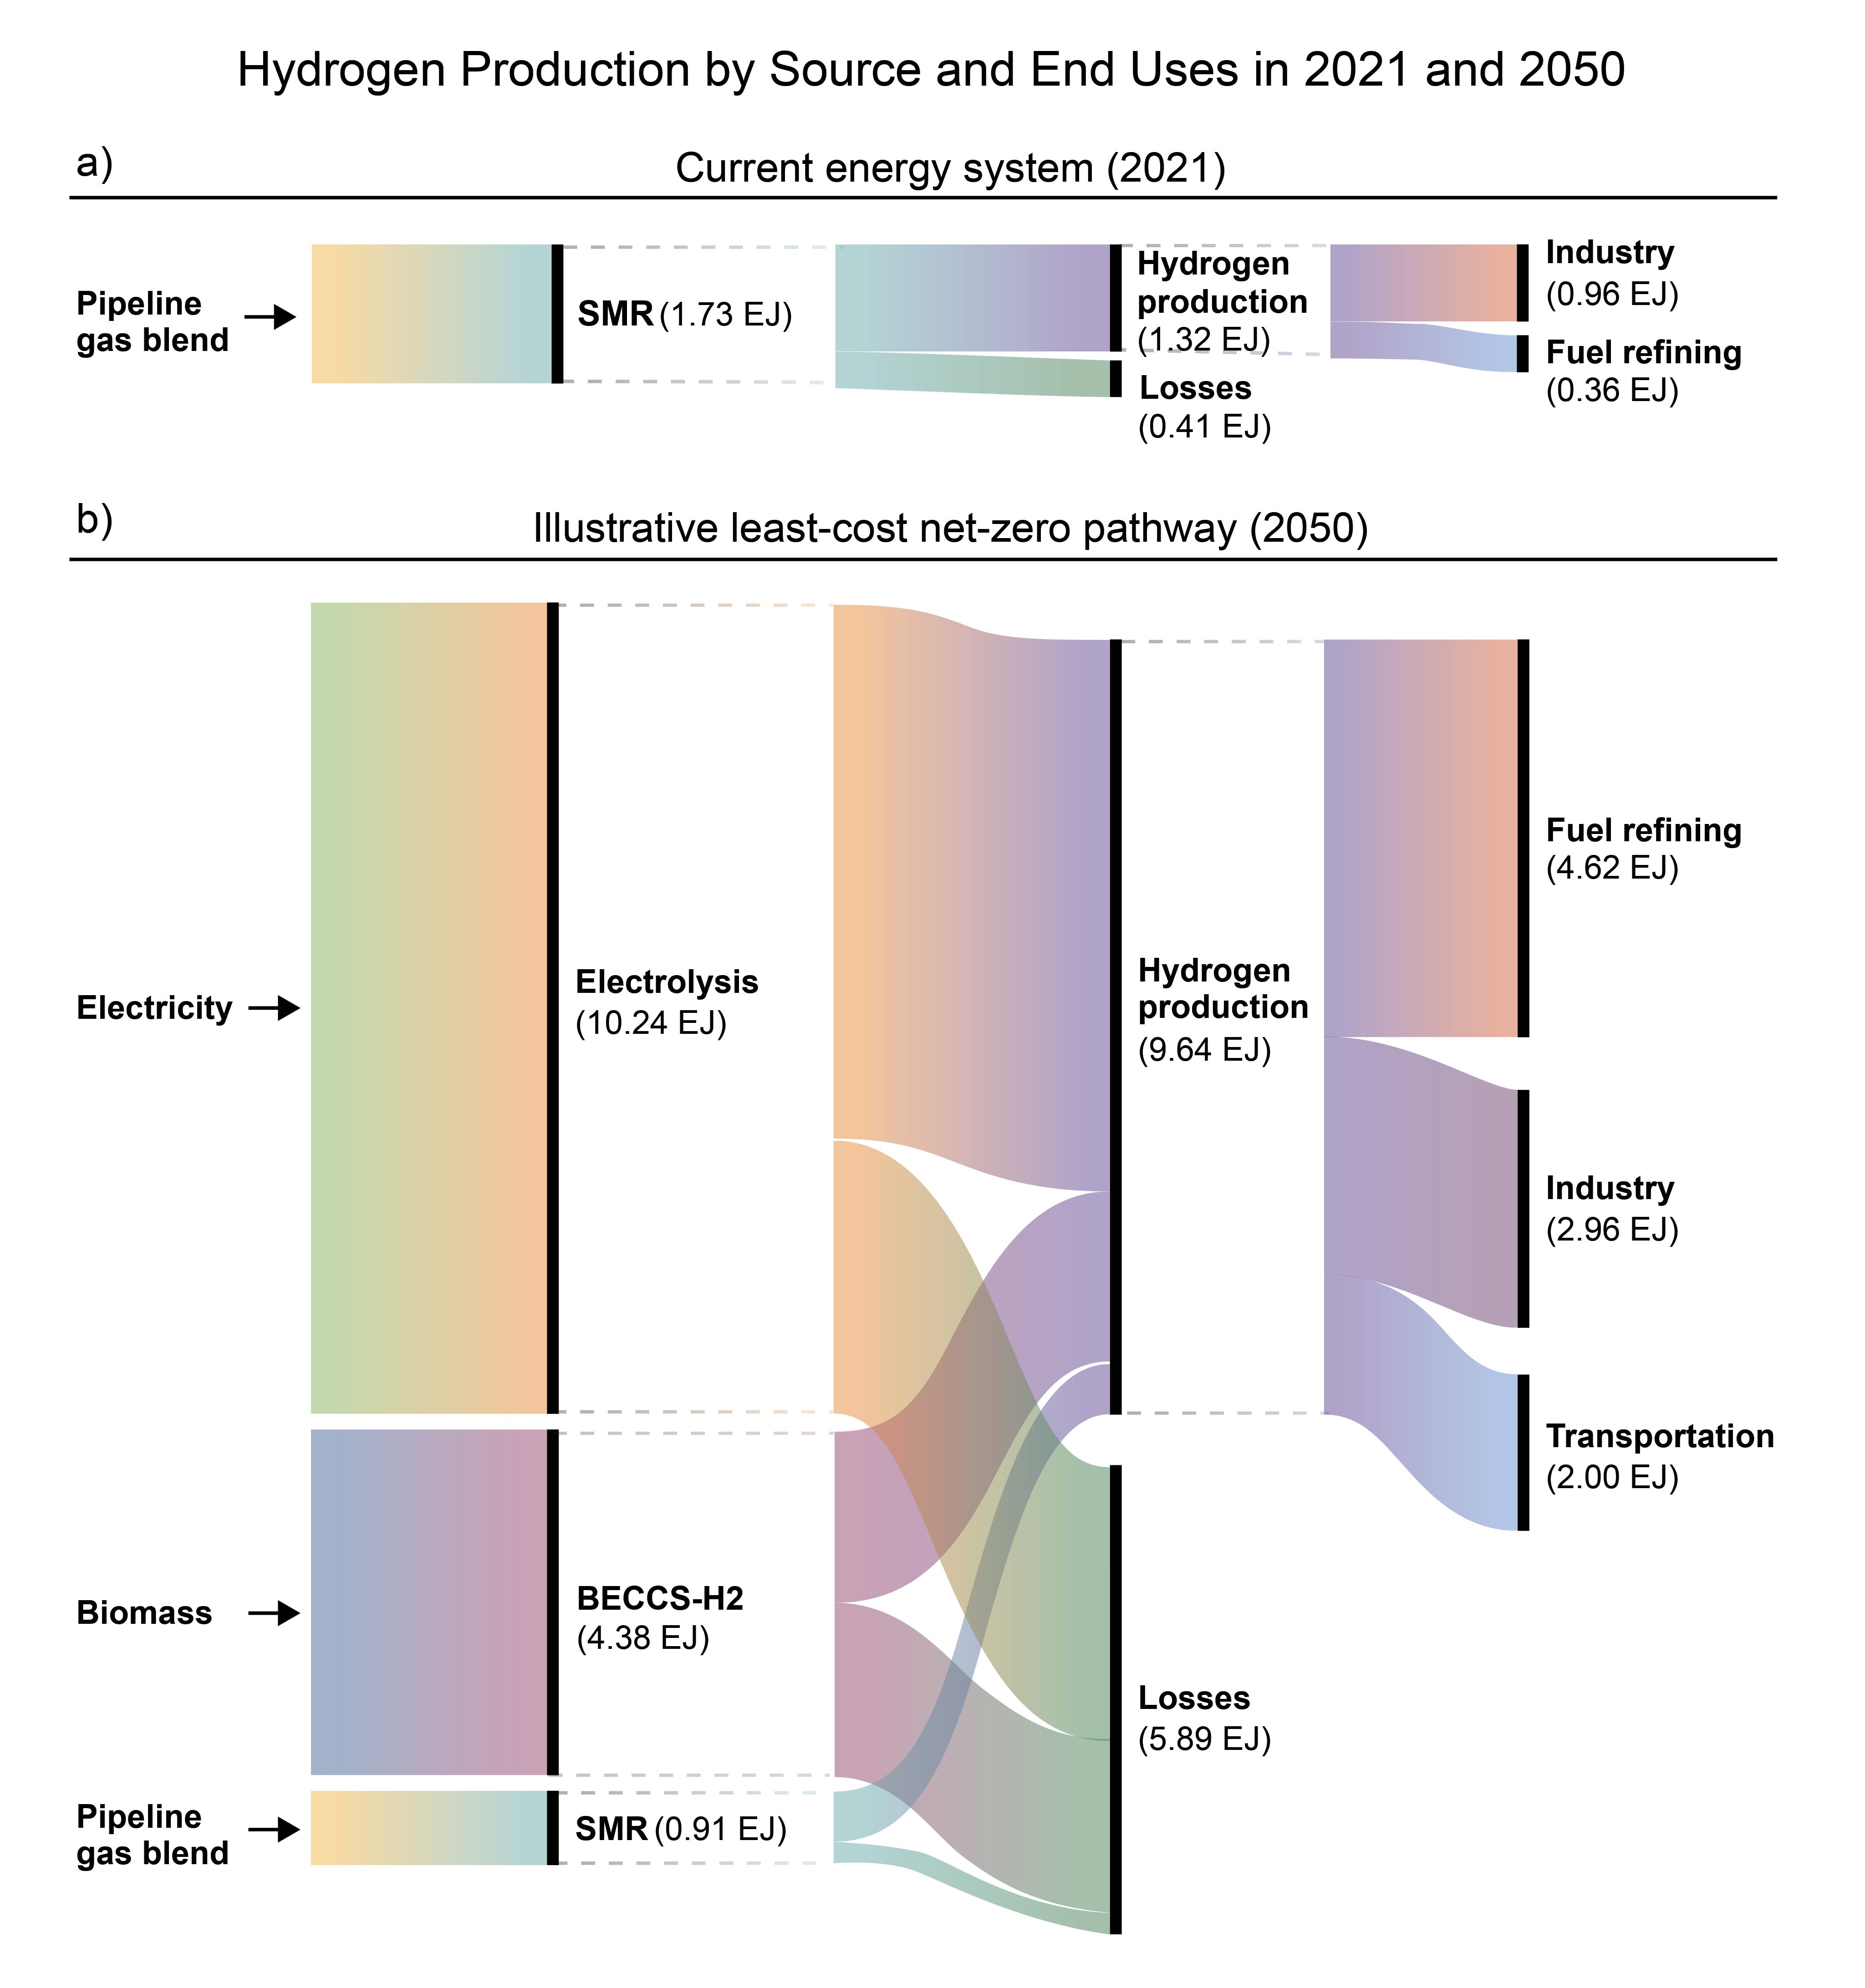 Hydrogen Production by Source and End Uses in 2021 and 2050
a)
Current energy system (2021)
Pipeline
gas blend
SMR (1.73 EJ)
Hydrogen
production
(1.32 EJ)
Losses
(0.41 EJ)
Industry
(0.96 EJ)
Fuel refining
(0.36 EJ)
b)
Illustrative least-cost net-zero pathway (2050)
Electricity
Electrolysis
(10.24 EJ)
Hydrogen
production
(9.64 EJ)
Fuel refining
(4.62 EJ)
Industry
(2.96 EJ)
Transportation
(2.00 EJ)
Biomass
BECCS-H2
(4.38 EJ)
Losses
(5.89 EJ)
Pipeline
gas blend
SMR (0.91 EJ)